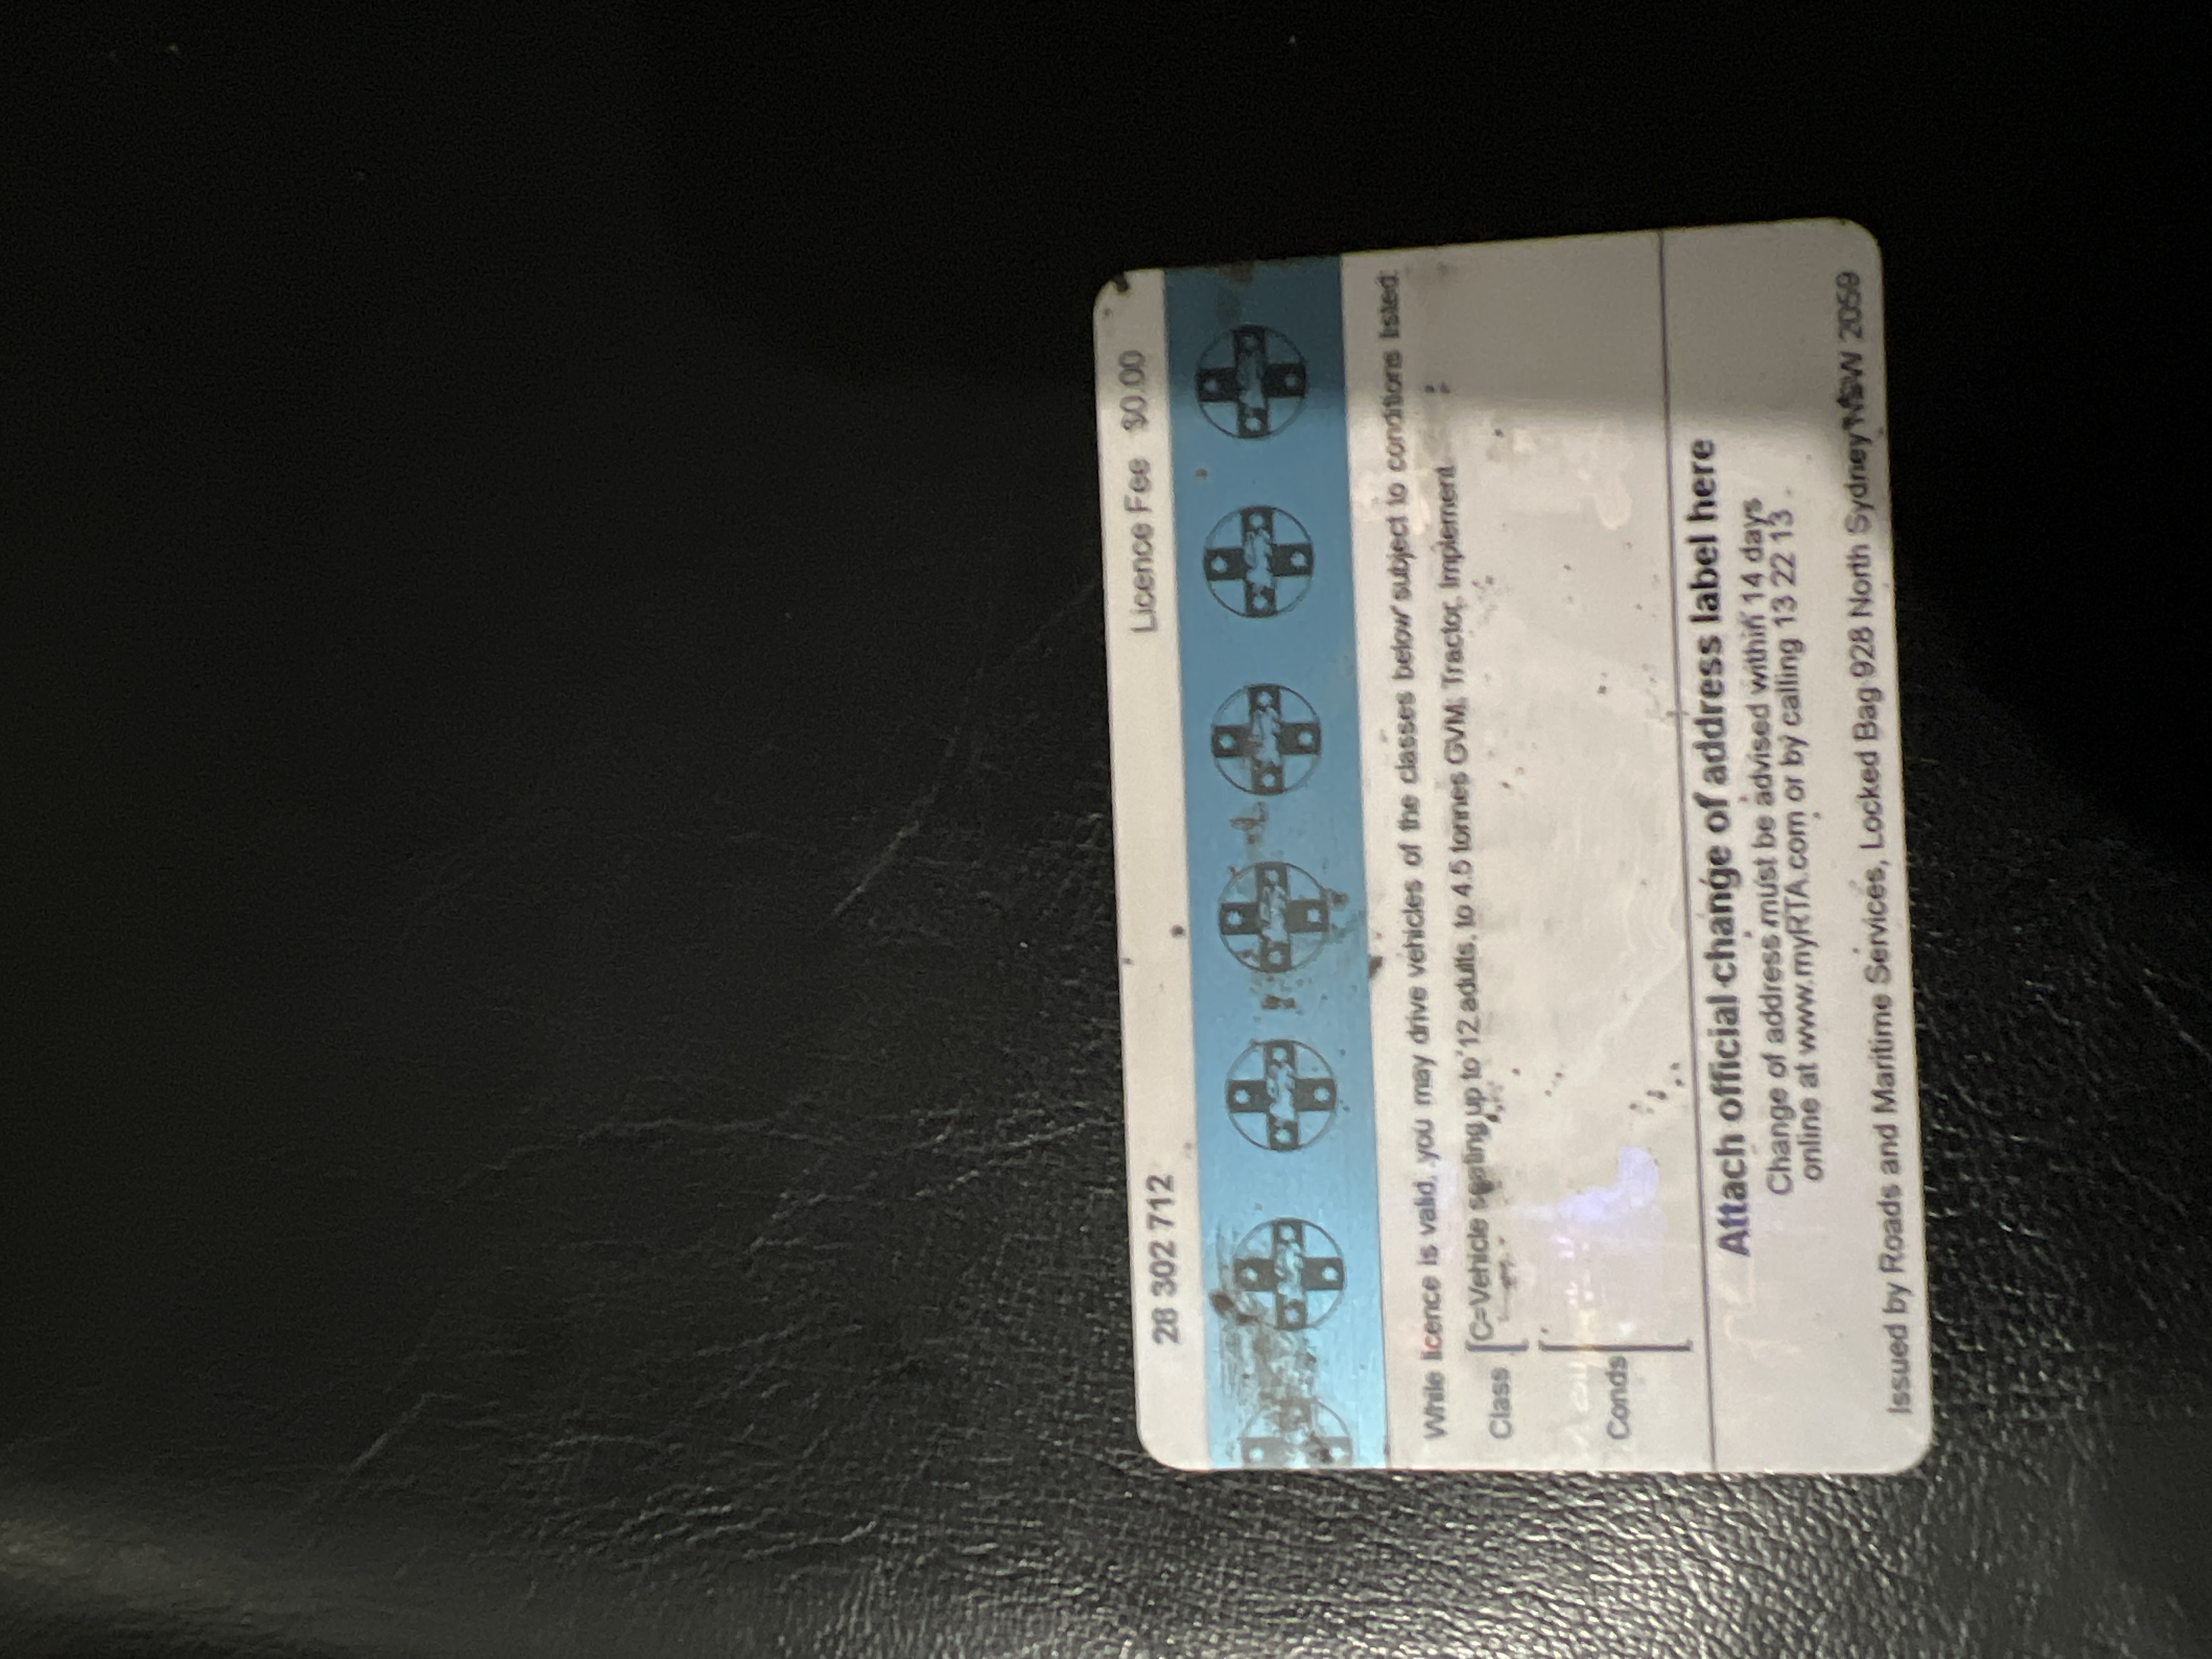 28 302 712 Licence Fee $0.00
While licence is valid, you may drive vehicles of the classes below subject to conditions listed:
Class C=Vehicle seating up to 12 adults, to 4.5 tonnes GVM; Tractor, Implement
Conds
Attach official change of address label here
Change of address must be advised within 14 days
online at www.myRTA.com or by calling 13 22 13
Issued by Roads and Maritime Services, Locked Bag 928 North Sydney NSW 2059